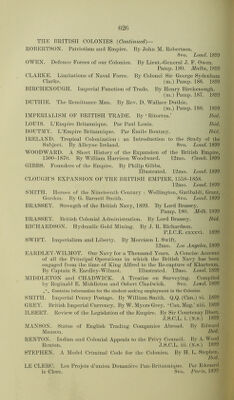 626
THE BRITISH COLONIES (Continued)—
ROBERTSON. Patriotism and Empire. By John M. Robertson.
8vo. Lond. 1899
OWEN. Defence Forces of our Colonies. By Lieut.-General J. F. Owen.
Pamp. 180. Melbn. 1899
CLARKE. Limitations of Naval Force. By Colonel Sir George Sydenham
Clarke. (m.) Pamp. 186. 1899
BIRCHENOUGH. Imperial Function of Trade. By Henry Birchenough.
(m.) Pamp. 187. 1899
DUTHIE. The Remittance Man. By Rev. D. Wallace Duthie.
(m.) Pamp. 188. 1899
IMPERIALISM OF BRITISH TRADE. By "Ritortus." Ibid.
LOUIS. L'Empire Britannique. Par Paul Louis. Ibid.
BOUTMY. L'Empire Britannique. Par Emile Boutmy. Ibid.
IRELAND. Tropical Colonization: an Introduction to the Study of the
Subject. By Alleyne Ireland. 8vo. Lond. 1899
WOODWARD. A Short History of the Expansion of the British Empire,
1500-1870. By William Harrison Woodward. 12mo. Camb. 1899
GIBBS. Founders of the Empire. By Philip Gibbs.
Illustrated. 12mo. Lond. 1899
CLOUGH'S EXPANSION OF THE BRITISH EMPIRE, 1558-1858.
12mo. Lond. 1899
SMITH. Heroes of the Nineteenth Century: Wellington, Garibaldi, Grant,
Gordon. By G. Barnett Smith. 8vo. Lond. 1899
BRASSEY. Strength of the British Navy, 1899. By Lord Brassey.
Pamp. 180. Melb. 1899
BRASSEY. British Colonial Administration. By Lord Brassey. Ibid.
RICHARDSON. Hydraulic Gold Mining. By J. R. Richardson.
P.I.C.E. 1899
SWIFT. Imperialism and Liberty. By Morrison I. Swift.
12mo. Los Angeles, 1899
EARDLEY-WILMOT. Our Navy for a Thousand Years. A Concise Account
of all the Principal Operations in which the British Navy has been
engaged from the time of King Alfred to the Recapture of Khartoum.
By Captain S. Eardley-Wilmot. Illustrated. 12mo. Lond. 1899
MIDDLETON and CHADWICK. A Treatise on Surveying. Compiled
by Reginald E. Middleton and Osbert Chadwick. 8vo. Lond. 1899
Contains information for the student seeking employment in the Colonies.
SMITH. Imperial Penny Postage. By William Smith. Q.Q. (Can.) vi. 1899
GREY. British Imperial Currency. By W. Myons Grey. "Can. Mag." xiii. 1899
ILBERT. Review of the Legislation of the Empire. By Sir Courtenay Ilbert.
J.S.C.L. i. (N.S.) 1899
MANSON. Status of English Trading Companies Abroad. By Edward
Manson. Ibid.
RENTON. Indian and Colonial Appeals to the Privy Council. By A. Wood
Renton. J.S.C.L. iii. (N.S.) 1899
STEPHEN. A Model Criminal Code for the Colonies. By H. L. Stephen.
Ibid.
LE CLERC. Les Projets d'union Douanière Pan-Britannique. Par Edouard
le Clerc. 8vo. Paris, 1899